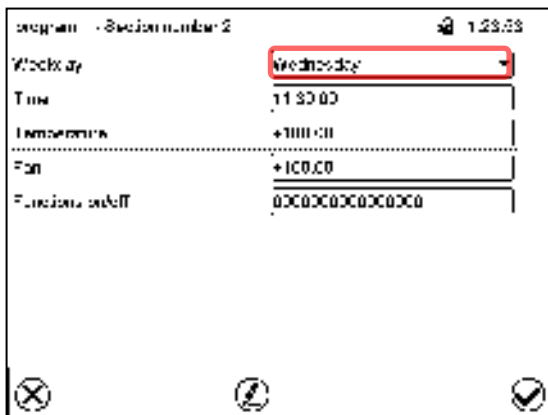 program - Section number 2 1:23:53
Weekday Wednesday
Time 11:30:00
Temperature +100.00
Fan +100.00
Functions on/off 0000000000000000